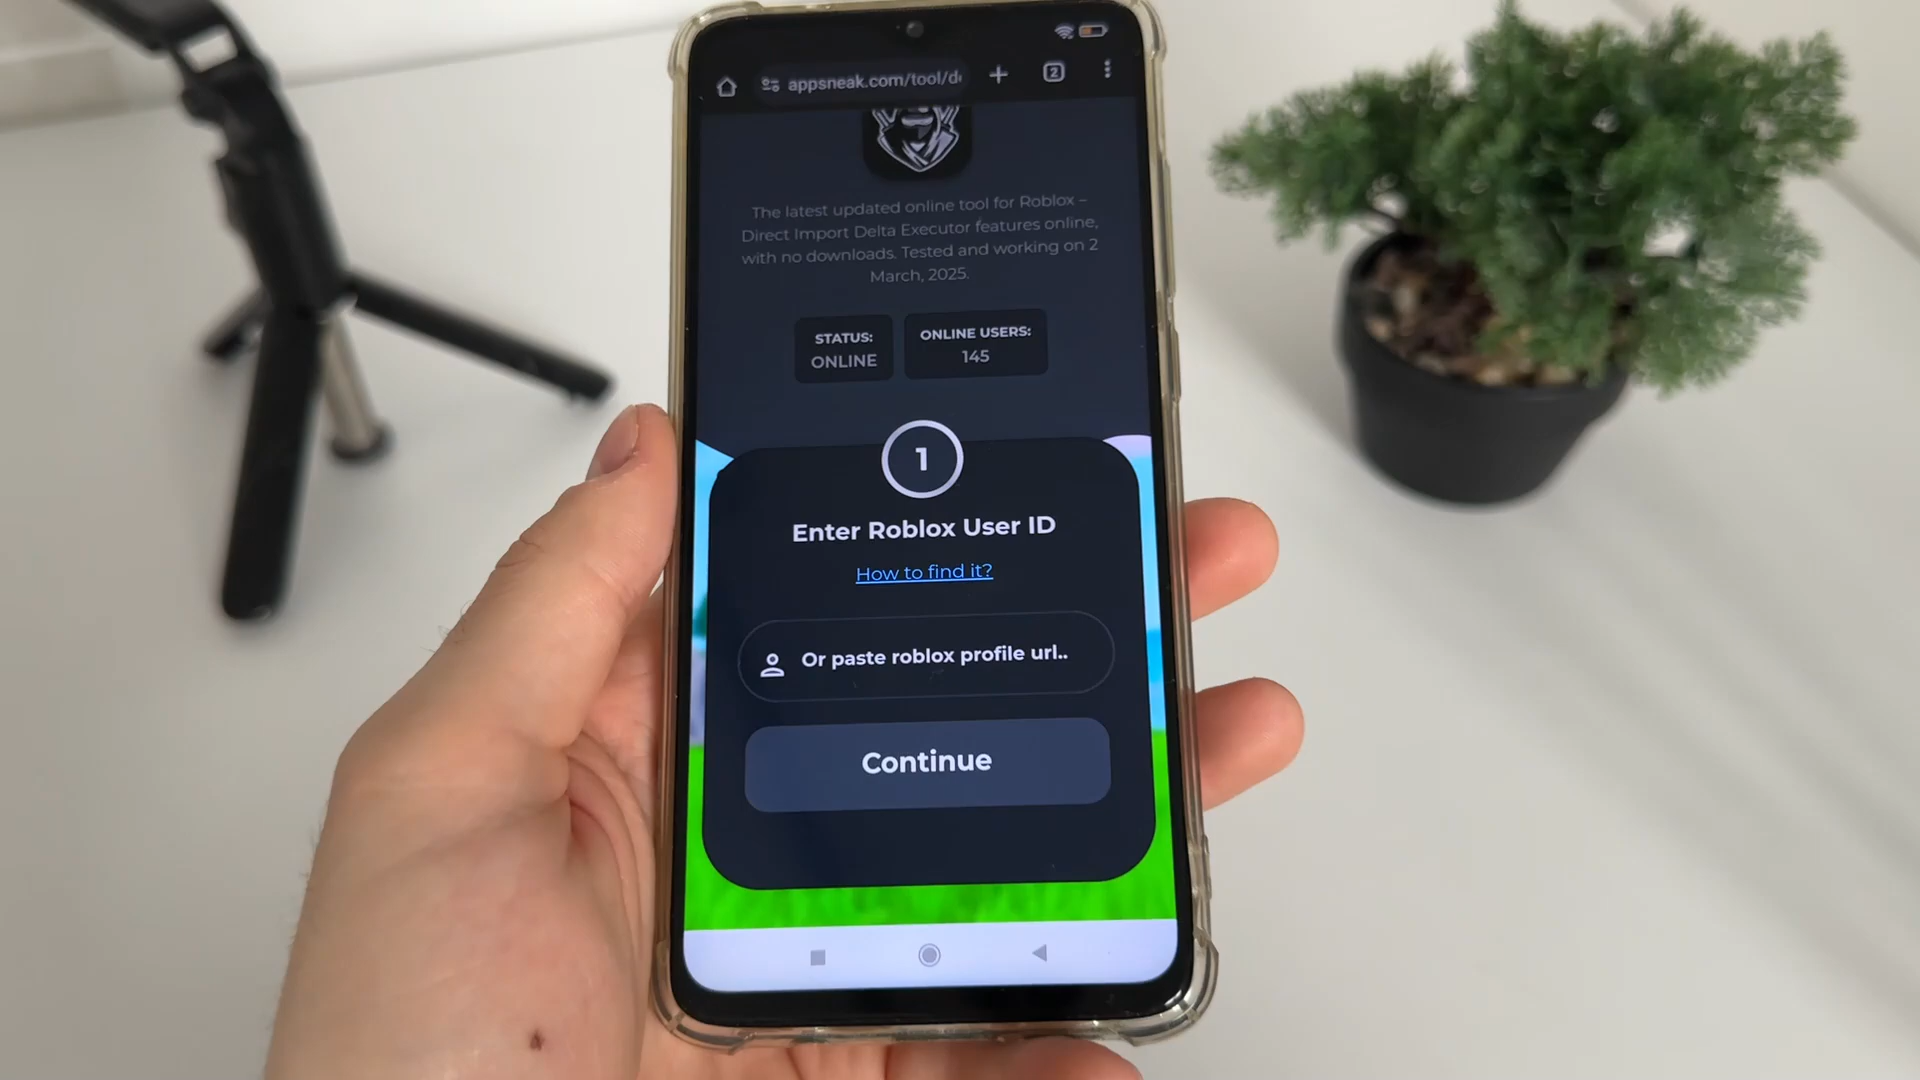 appsneak.com/tool/d
2
The latest updated online tool for Roblox –
Direct Import Delta Executor features online,
with no downloads. Tested and working on 2
March, 2025.
STATUS:
ONLINE
ONLINE USERS:
145
1
Enter Roblox User ID
How to find it?
Or paste roblox profile url..
Continue